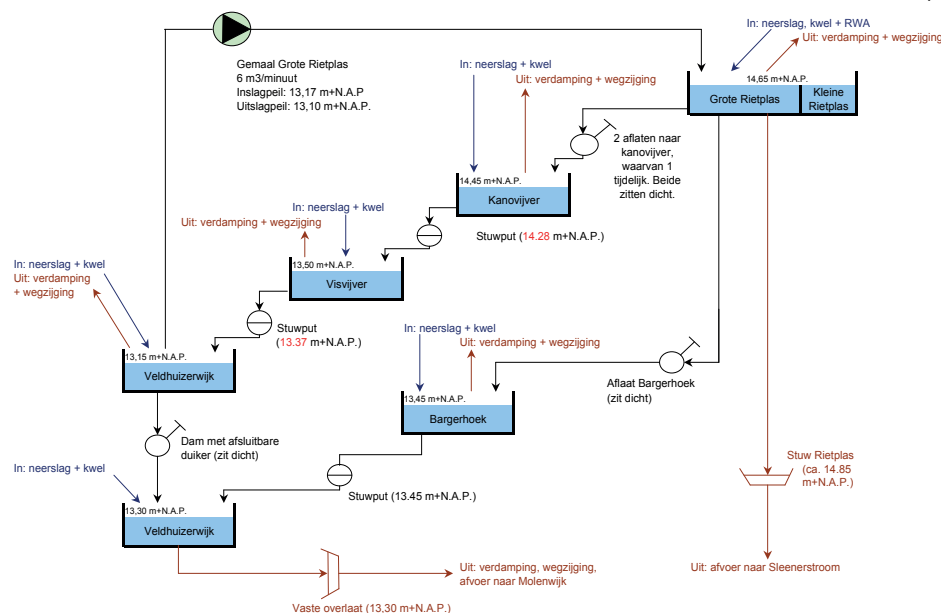 In: neerslag, kwel + RWA
Uit: verdamping + wegzijging
Gemaal Grote Rietplas
6 m3/minuut
Inslagpeil: 13,17 m+N.A.P
Uitslagpeil: 13,10 m+N.A.P.
In: neerslag + kwel
Uit: verdamping + wegzijging
14,65 m+N.A.P.
Grote Rietplas
Kleine
Rietplas
2 aflaten naar
kanovijver,
waarvan 1
tijdelijk. Beide
zitten dicht.
14,45 m+N.A.P.
Kanovijver
Stuwput (14.28 m+N.A.P.)
In: neerslag + kwel
Uit: verdamping + wegzijging
13,50 m+N.A.P.
Visvijver
Stuwput
(13.37 m+N.A.P.)
In: neerslag + kwel
Uit: verdamping
+ wegzijging
13,15 m+N.A.P.
Veldhuizerwijk
In: neerslag + kwel
Uit: verdamping + wegzijging
13,45 m+N.A.P.
Bargerhoek
Aflaat Bargerhoek
(zit dicht)
Dam met afsluitbare
duiker (zit dicht)
Stuwput (13.45 m+N.A.P.)
Stuw Rietplas
(ca. 14.85
m+N.A.P.)
In: neerslag + kwel
13,30 m+N.A.P.
Veldhuizerwijk
Uit: verdamping, wegzijging,
afvoer naar Molenwijk
Uit: afvoer naar Sleenerstroom
Vaste overlaat (13,30 m+N.A.P.)